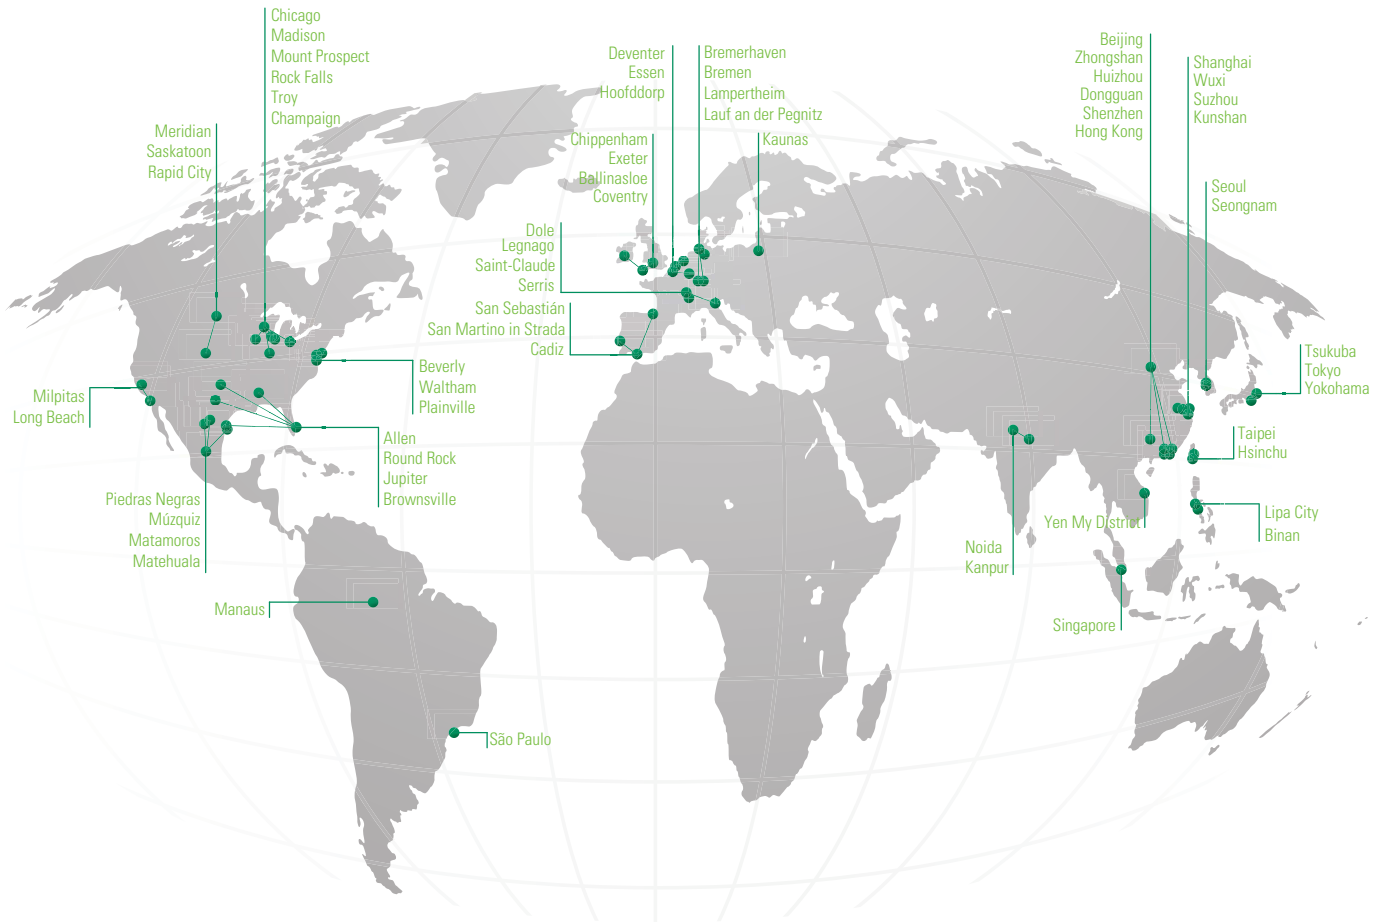 Chicago
Madison
Mount Prospect
Rock Falls
Troy
Champaign
Meridian
Saskatoon
Rapid City
Deventer
Essen
Hoofddorp
Bremerhaven
Bremen
Lampertheim
Lauf an der Pegnitz
Chippenham
Exeter
Ballinasloe
Coventry
Kaunas
Beijing
Zhongshan
Huizhou
Dongguan
Shenzhen
Hong Kong
Shanghai
Wuxi
Suzhou
Kunshan
Seoul
Seongnam
Dole
Legnago
Saint-Claude
Serris
San Sebastián
San Martino in Strada
Cadiz
Tsukuba
Tokyo
Yokohama
Milpitas
Long Beach
Beverly
Waltham
Plainville
Allen
Round Rock
Jupiter
Brownsville
Taipei
Hsinchu
Piedras Negras
Múzquiz
Matamoros
Matehuala
Lipa City
Binan
Yen My District
Noida
Kanpur
Manaus
Singapore
São Paulo